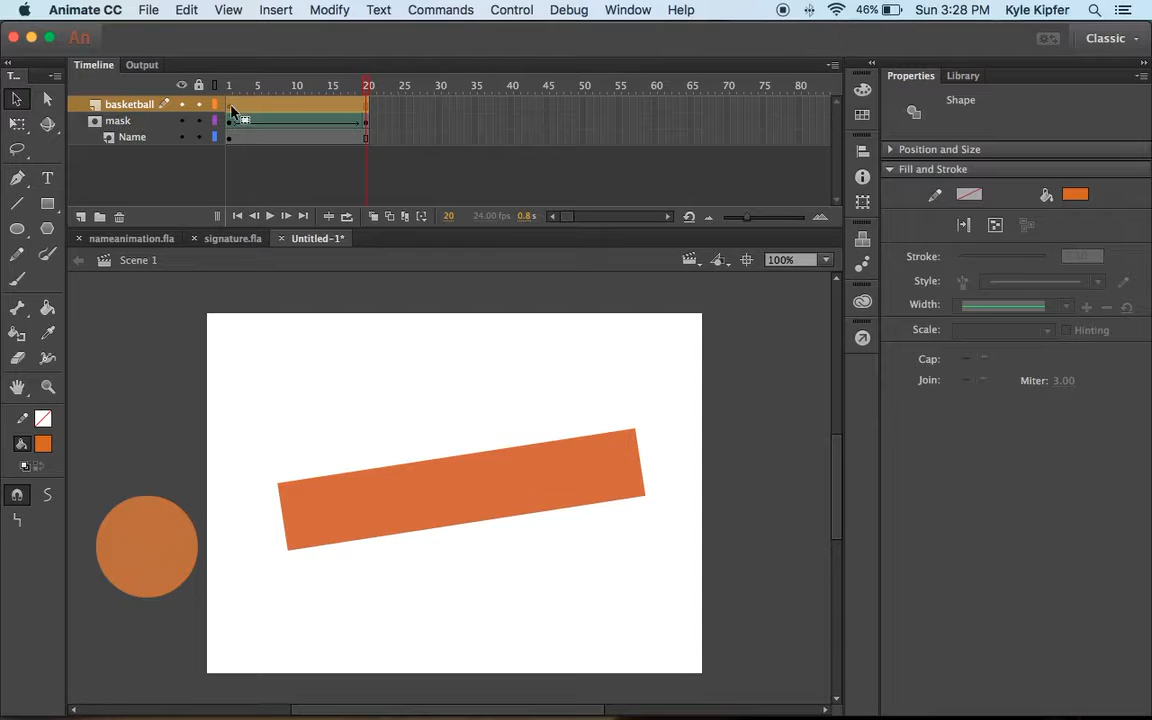 Animate CC File Edit View Insert Modify Text Commands Control Debug Window Help 46% Sun 3:28 PM Kyle Kipfer
An Classic
Timeline Output
T...
Properties Library
1 5 10 15 20 25 30 35 40 45 50 55 60 65 70 75 80
Shape
basketball
mask
Name
Position and Size
Fill and Stroke
20 24.00 fps 0.8 s
nameanimation.fla signature.fla Untitled-1*
Scene 1 100%
Stroke:
Style:
Width:
Scale: Hinting
Cap:
Join: Miter: 3.00